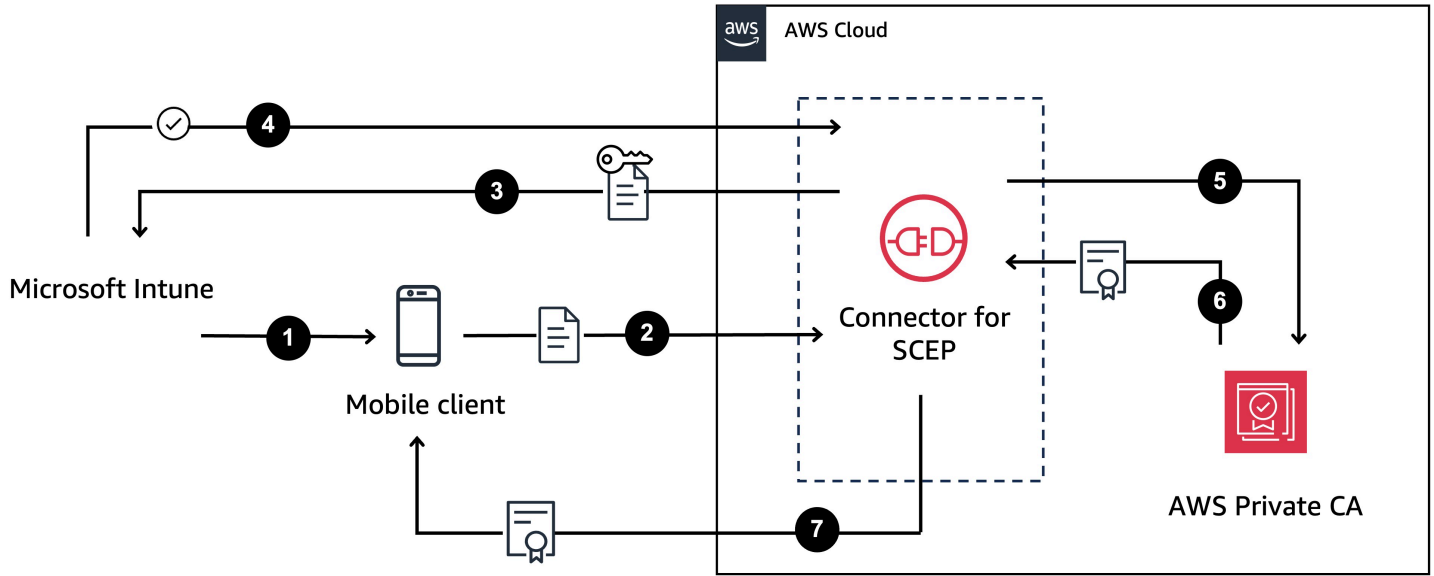 aws
AWS Cloud
4
3
5
Microsoft Intune
6
1
2
Connector for
SCEP
Mobile client
AWS Private CA
7